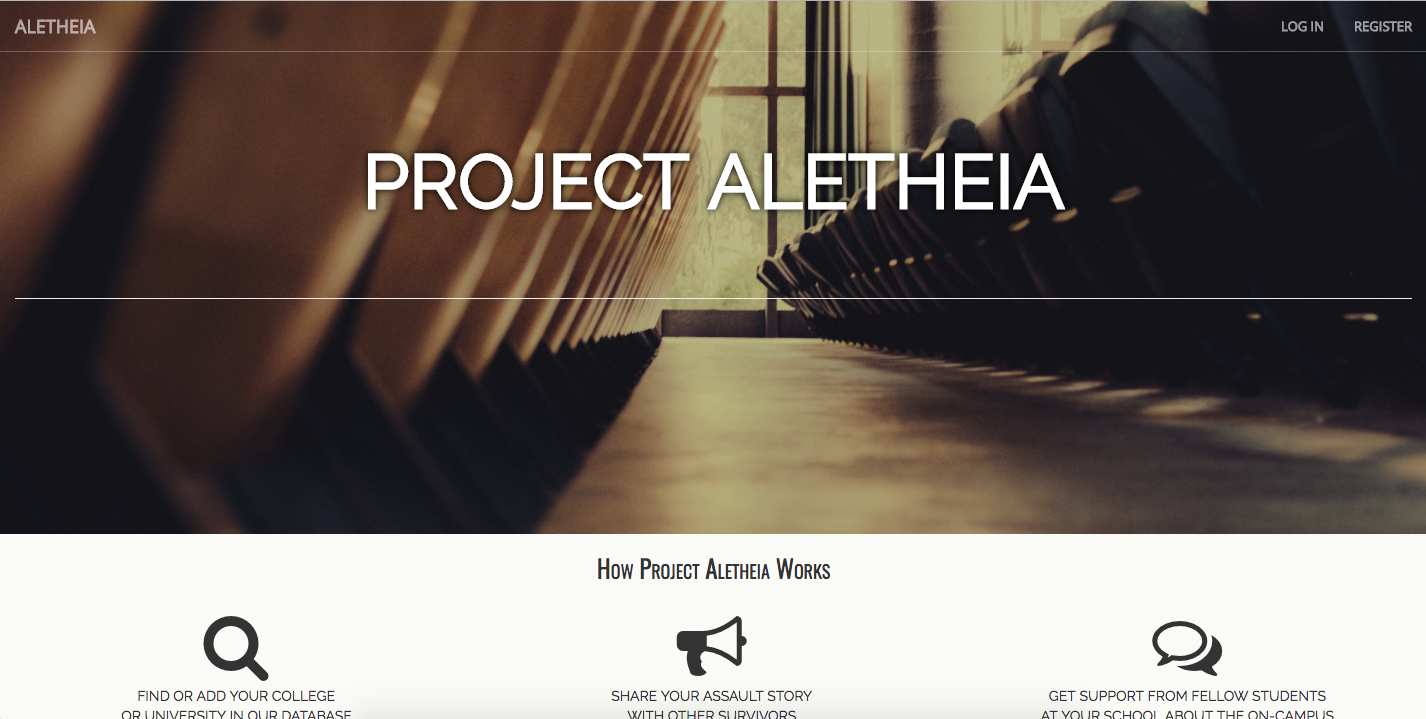 ALETHEIA
LOG IN
REGISTER
PROJECT ALETHEIA
How Project Aletheia Works
FIND OR ADD YOUR COLLEGE
OR UNIVERSITY IN OUR DATABASE
SHARE YOUR ASSAULT STORY
WITH OTHER SURVIVORS
GET SUPPORT FROM FELLOW STUDENTS
AT YOUR SCHOOL ABOUT THE ON-CAMPUS